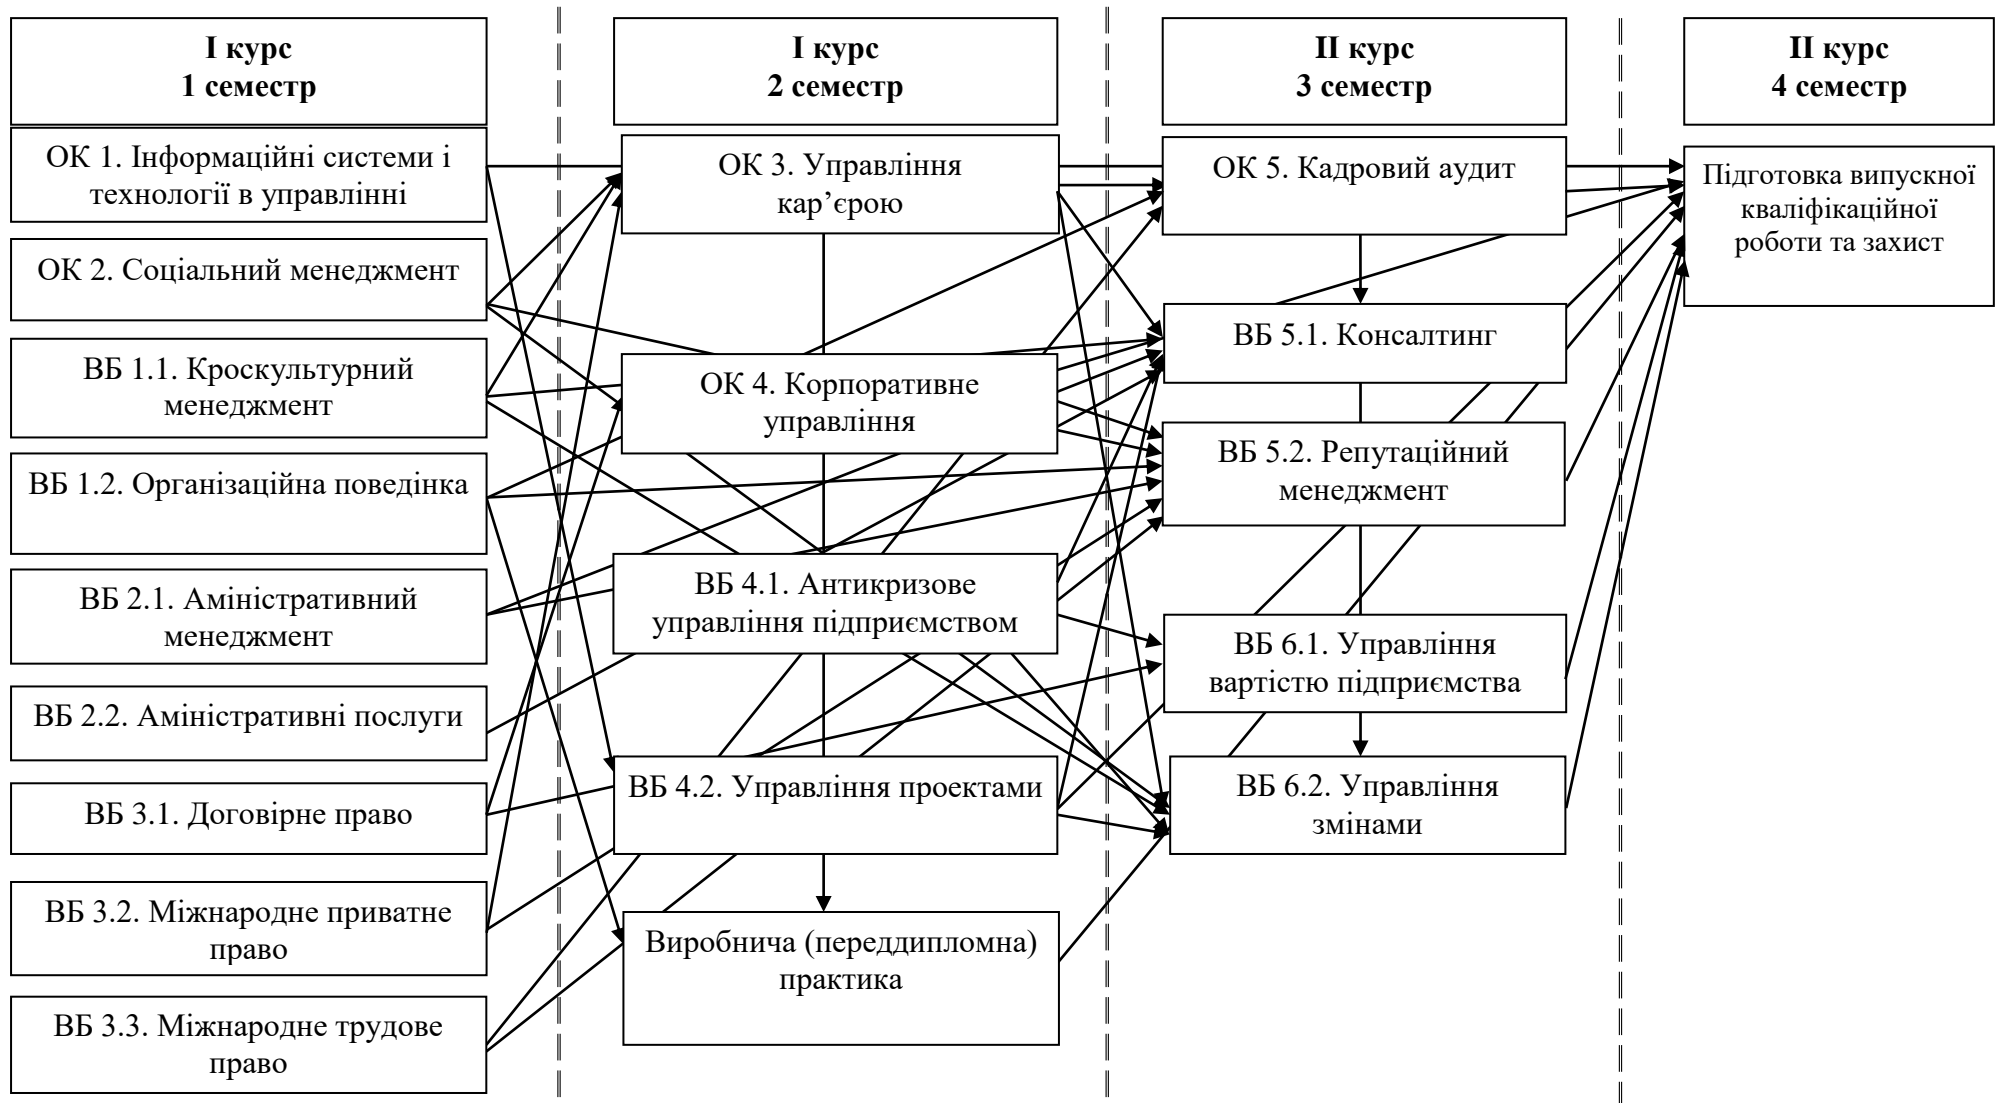 І курс
1 семестр
І курс
2 семестр
ІІ курс
3 семестр
ІІ курс
4 семестр
ОК 1. Інформаційні системи і
технології в управлінні
ОК 2. Соціальний менеджмент
ВБ 1.1. Кроскультурний
менеджмент
ВБ 1.2. Організаційна поведінка
ВБ 2.1. Аміністративний
менеджмент
ВБ 2.2. Аміністративні послуги
ВБ 3.1. Договірне право
ВБ 3.2. Міжнародне приватне
право
ВБ 3.3. Міжнародне трудове
право
ОК 3. Управління
кар’єрою
ОК 4. Корпоративне
управління
ВБ 4.1. Антикризове
управління підприємством
ВБ 4.2. Управління проектами
Виробнича (переддипломна)
практика
ОК 5. Кадровий аудит
ВБ 5.1. Консалтинг
ВБ 5.2. Репутаційний
менеджмент
ВБ 6.1. Управління
вартістю підприємства
ВБ 6.2. Управління
змінами
Підготовка випускної
кваліфікаційної
роботи та захист